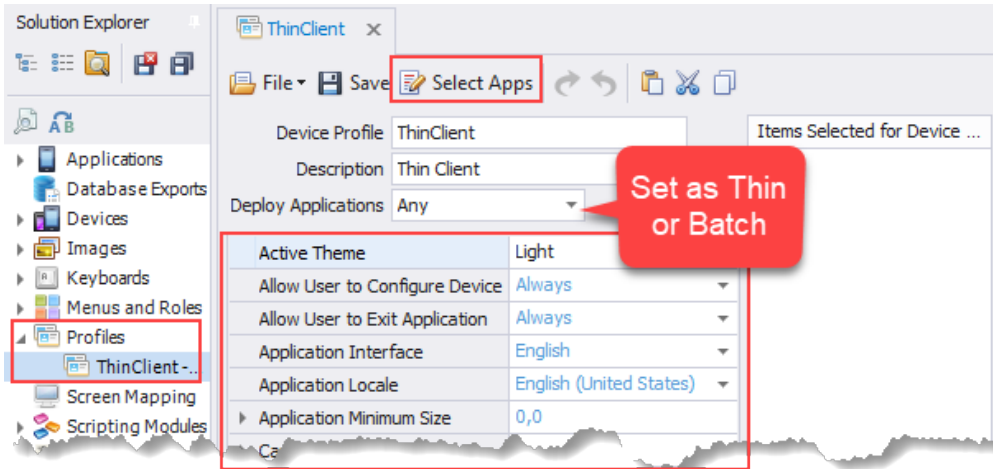 Solution Explorer
ThinClient
File
Save
Select Apps
AB
Applications
Database Exports
Devices
Images
Keyboards
Menus and Roles
Profiles
ThinClient -...
Screen Mapping
Scripting Modules
Device Profile ThinClient
Description Thin Client
Deploy Applications Any
Set as Thin
or Batch
Items Selected for Device ...
Active Theme Light
Allow User to Configure Device Always
Allow User to Exit Application Always
Application Interface English
Application Locale English (United States)
Application Minimum Size 0,0